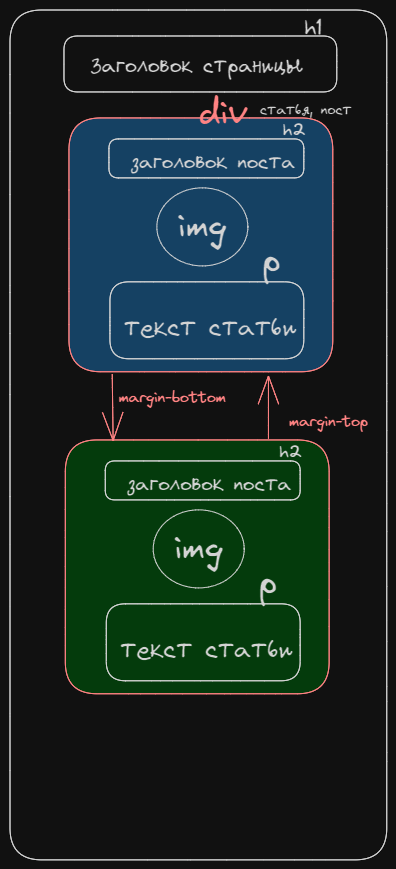 h1
Заголовок страницы
div статья, пост
h2
заголовок поста
img
p
текст статьи
margin-bottom
margin-top
h2
заголовок поста
img
p
текст статьи